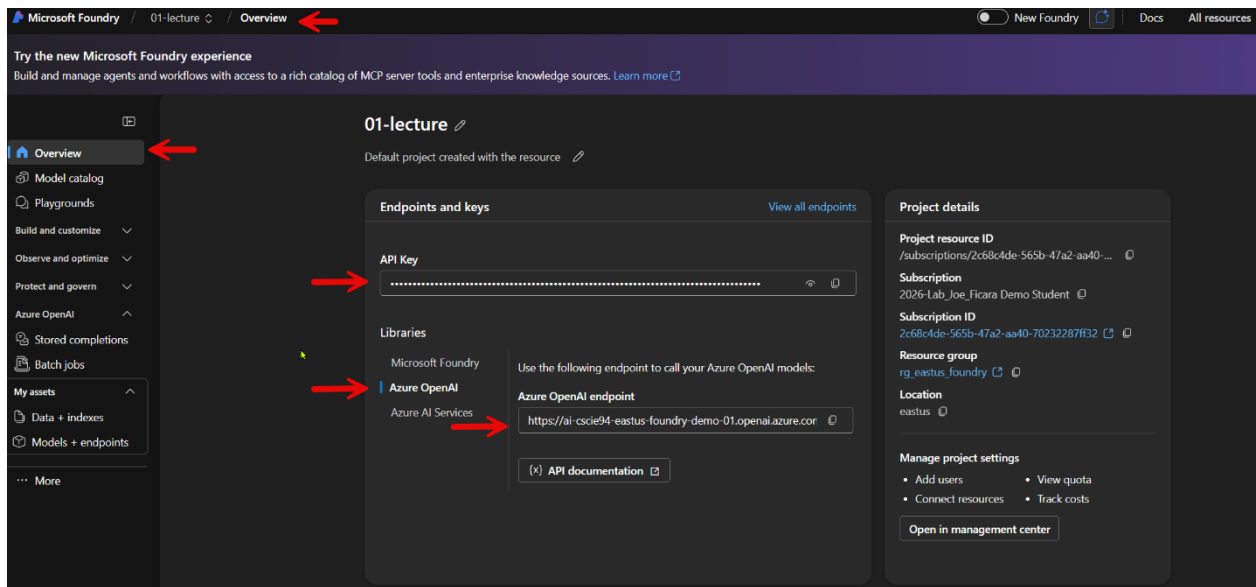 Microsoft Foundry / 01-lecture / Overview
New Foundry
Docs
All resources
Try the new Microsoft Foundry experience
Build and manage agents and workflows with access to a rich catalog of MCP server tools and enterprise knowledge sources. Learn more
Overview
Model catalog
Playgrounds
Build and customize
Observe and optimize
Protect and govern
Azure OpenAI
Stored completions
Batch jobs
My assets
Data + indexes
Models + endpoints
... More
01-lecture
Default project created with the resource
Endpoints and keys
View all endpoints
API Key
Libraries
Microsoft Foundry
Azure OpenAI
Azure AI Services
Use the following endpoint to call your Azure OpenAI models:
Azure OpenAI endpoint
https://ai-cscie94-eastus-foundry-demo-01.openai.azure.con
{x} API documentation
Project details
Project resource ID
/subscriptions/2c68c4de-565b-47a2-aa40-...
Subscription
2026-Lab_Joe_Ficara Demo Student
Subscription ID
2c68c4de-565b-47a2-aa40-70232287ff32
Resource group
rg_eastus_foundry
Location
eastus
Manage project settings
• Add users
• View quota
• Connect resources
• Track costs
Open in management center